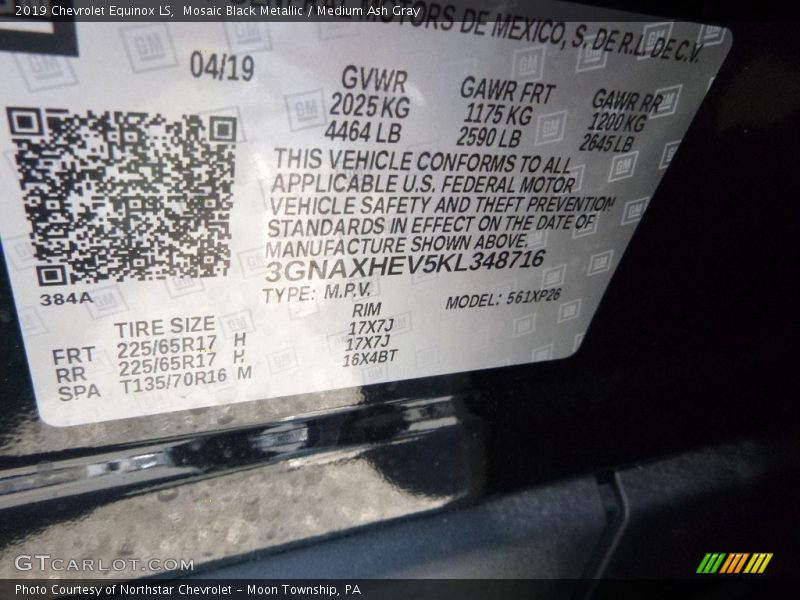 2019 Chevrolet Equinox LS, Mosaic Black Metallic / Medium Ash Gray
MOTORS DE MEXICO, S. DE R.L. DE C.V.
04/19
GVWR GAWR FRT GAWR RR
2025 KG 1175 KG 1200 KG
4464 LB 2590 LB 2645 LB
THIS VEHICLE CONFORMS TO ALL
APPLICABLE U.S. FEDERAL MOTOR
VEHICLE SAFETY AND THEFT PREVENTION
STANDARDS IN EFFECT ON THE DATE OF
MANUFACTURE SHOWN ABOVE.
3GNAXHEV5KL348716
384A
TYPE: M.P.V. MODEL: 561XP26
TIRE SIZE RIM
FRT 225/65R17 H 17X7J
RR 225/65R17 H 17X7J
SPA T135/70R16 M 16X4BT
GTCARLOT.COM
Photo Courtesy of Northstar Chevrolet - Moon Township, PA